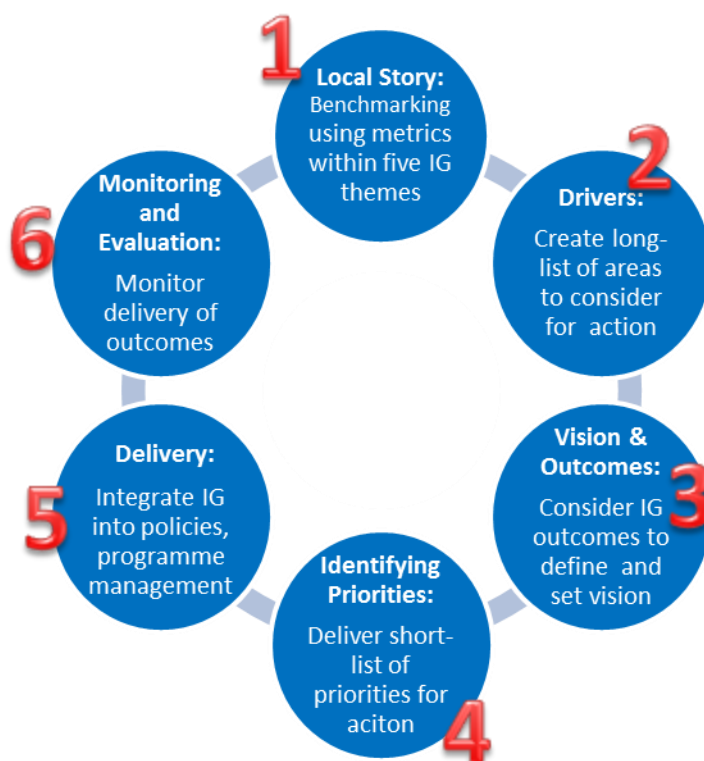 1
Local Story:
Benchmarking
using metrics
within five IG
themes
2
Drivers:
Create long-
list of areas
to consider
for action
3
Vision &
Outcomes:
Consider IG
outcomes to
define and
set vision
4
Identifying
Priorities:
Deliver short-
list of
priorities for
aciton
5
Delivery:
Integrate IG
into policies,
programme
management
6
Monitoring
and
Evaluation:
Monitor
delivery of
outcomes